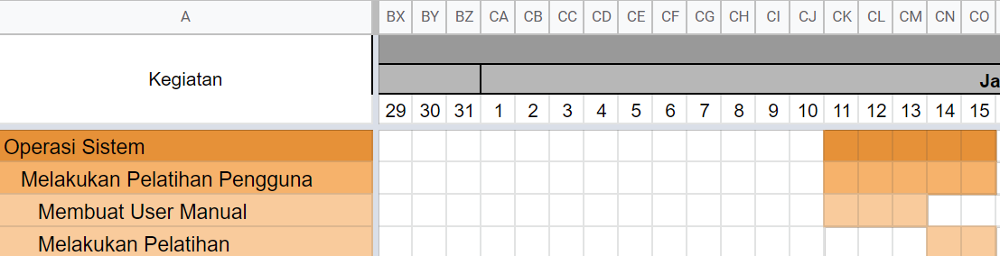 A BX BY BZ CA CB CC CD CE CF CG CH CI CJ CK CL CM CN CO
Kegiatan
Ja
29 30 31 1 2 3 4 5 6 7 8 9 10 11 12 13 14 15
Operasi Sistem
Melakukan Pelatihan Pengguna
Membuat User Manual
Melakukan Pelatihan